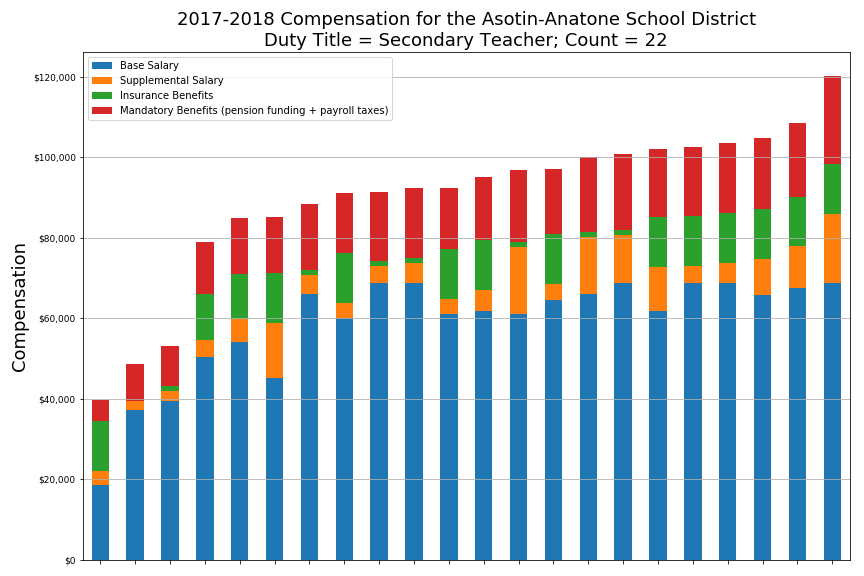 2017-2018 Compensation for the Asotin-Anatone School District
Duty Title = Secondary Teacher; Count = 22
Base Salary
Supplemental Salary
Insurance Benefits
Mandatory Benefits (pension funding + payroll taxes)
$120,000
$100,000
$80,000
$60,000
$40,000
$20,000
$0
Compensation